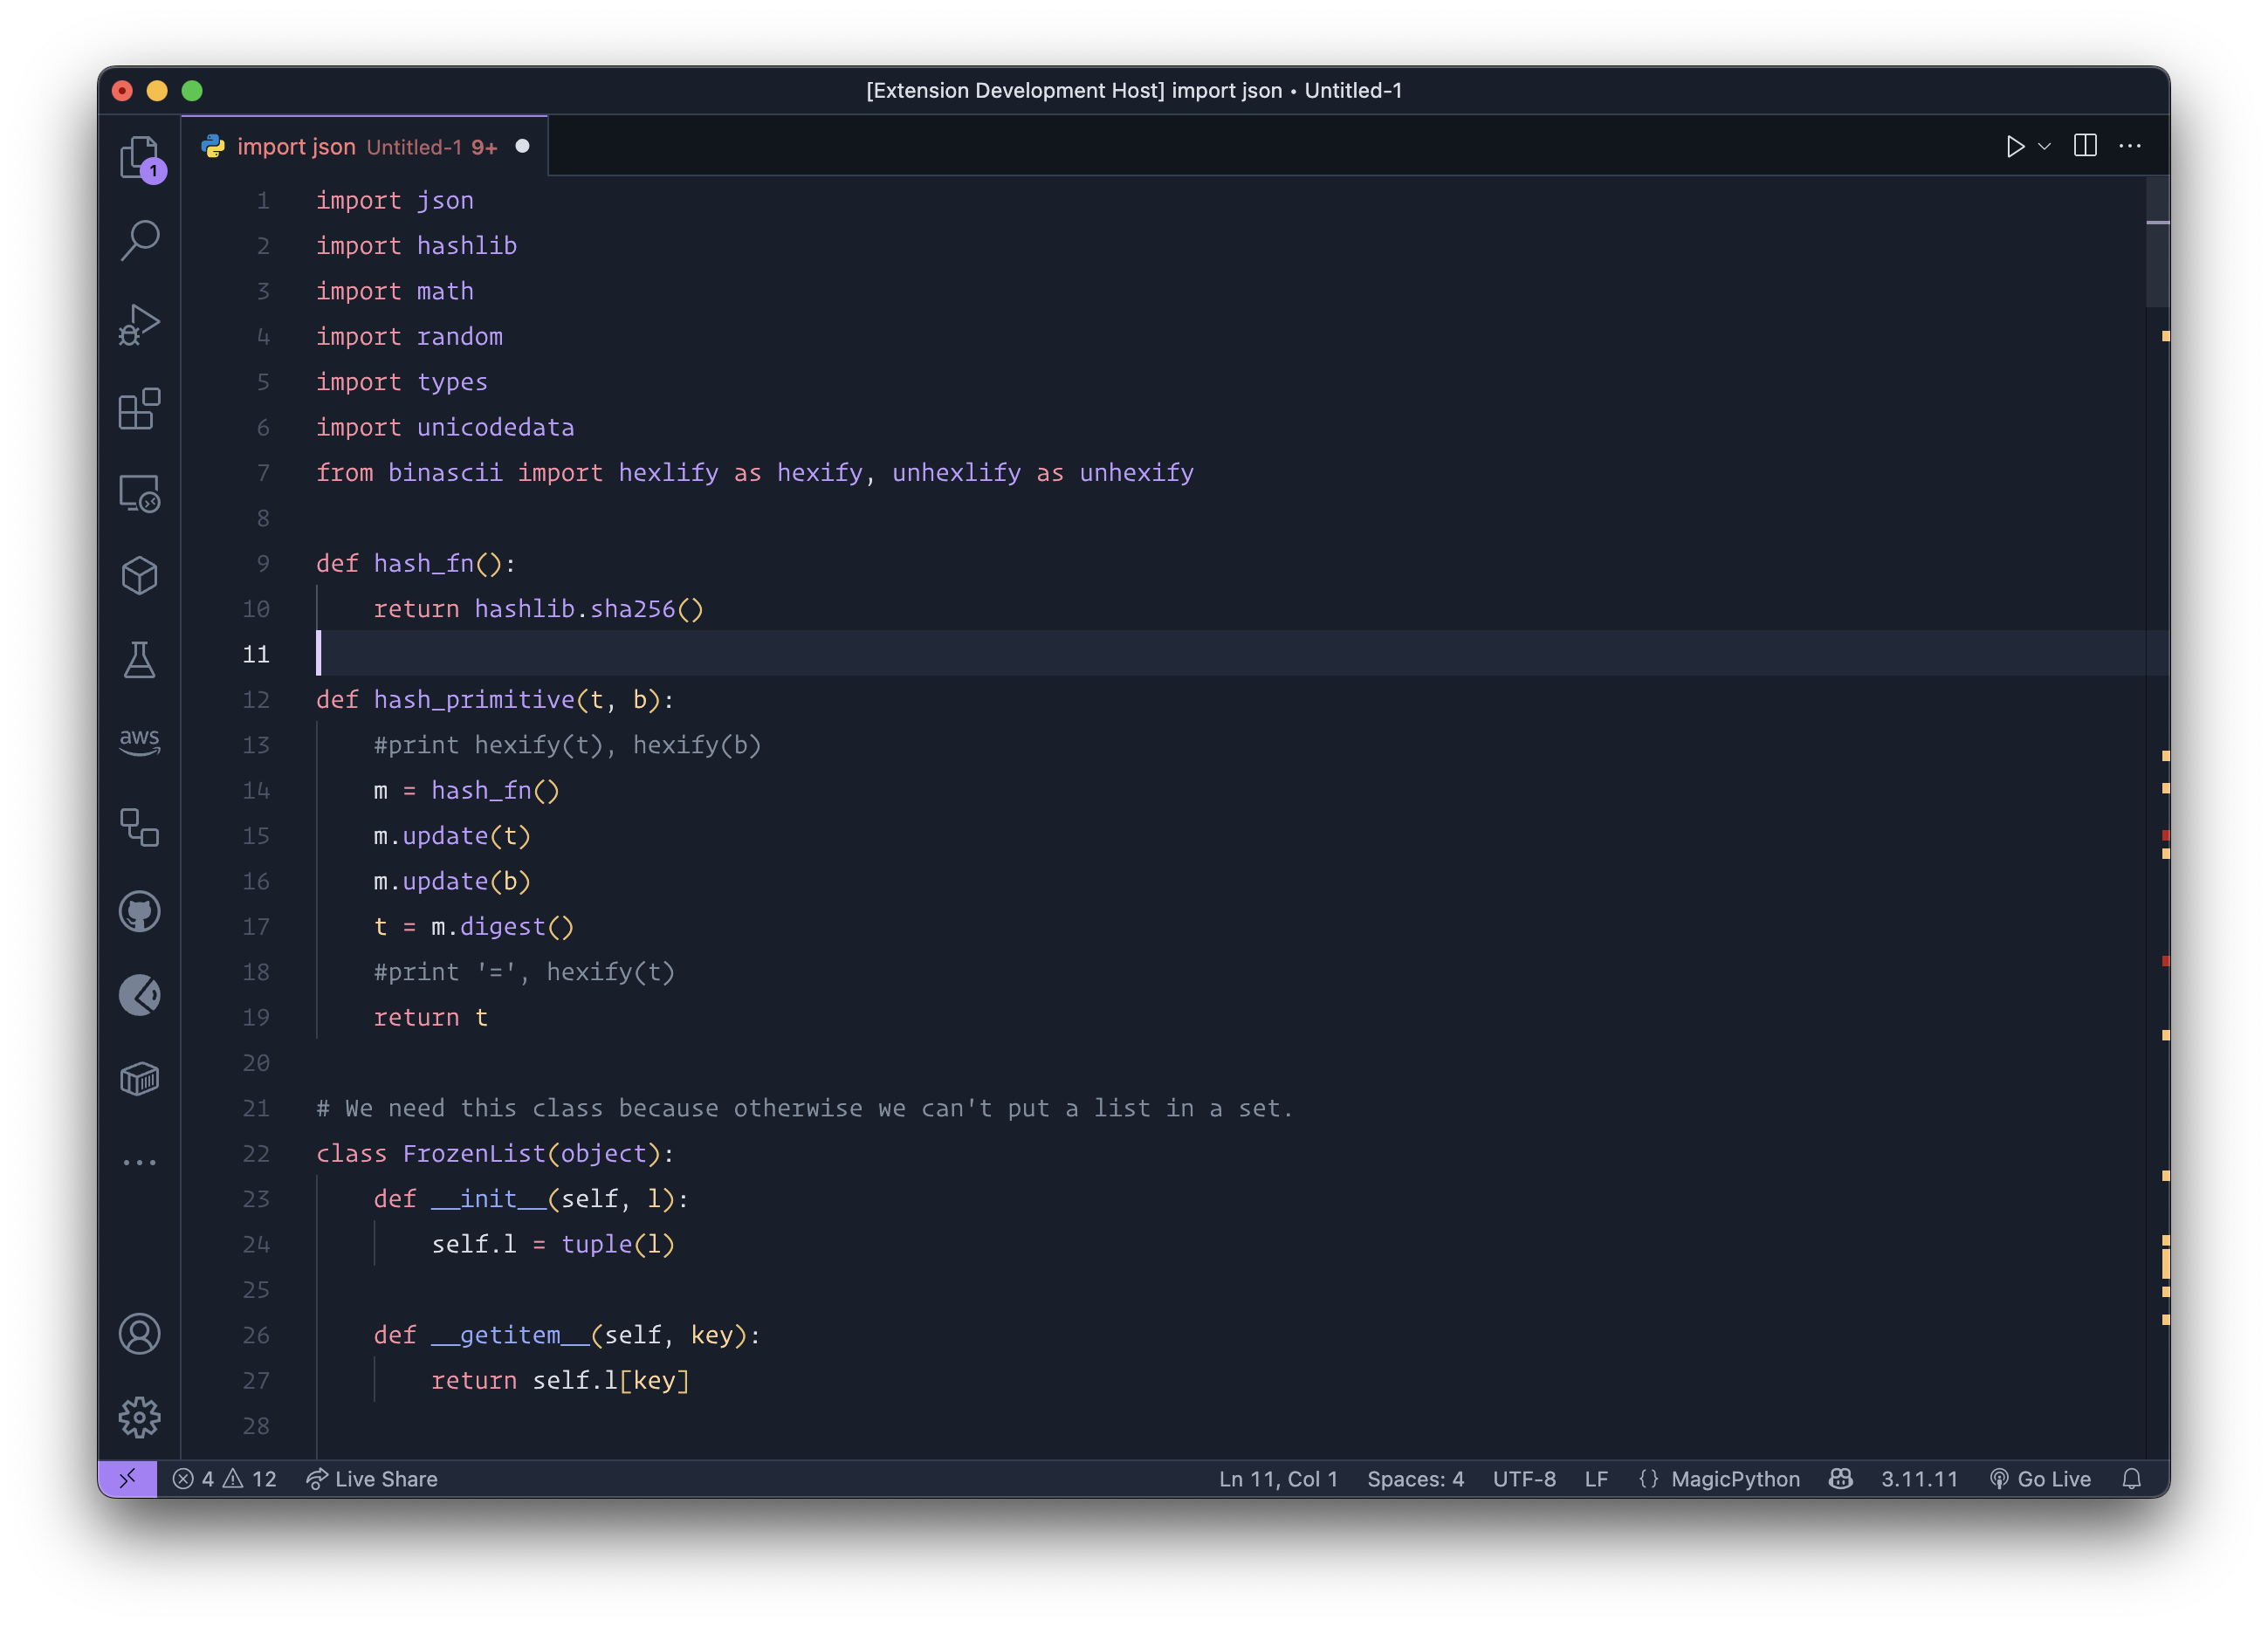 [Extension Development Host] import json • Untitled-1
import json Untitled-1 9+
1
1 import json
2 import hashlib
3 import math
4 import random
5 import types
6 import unicodedata
7 from binascii import hexlify as hexify, unhexlify as unhexify
8
9 def hash_fn():
10     return hashlib.sha256()
11
12 def hash_primitive(t, b):
13     #print hexify(t), hexify(b)
14     m = hash_fn()
15     m.update(t)
16     m.update(b)
17     t = m.digest()
18     #print '=', hexify(t)
19     return t
20
21 # We need this class because otherwise we can't put a list in a set.
22 class FrozenList(object):
23     def __init__(self, l):
24         self.l = tuple(l)
25
26     def __getitem__(self, key):
27         return self.l[key]
28
aws
4 12 Live Share Ln 11, Col 1 Spaces: 4 UTF-8 LF {} MagicPython 3.11.11 Go Live